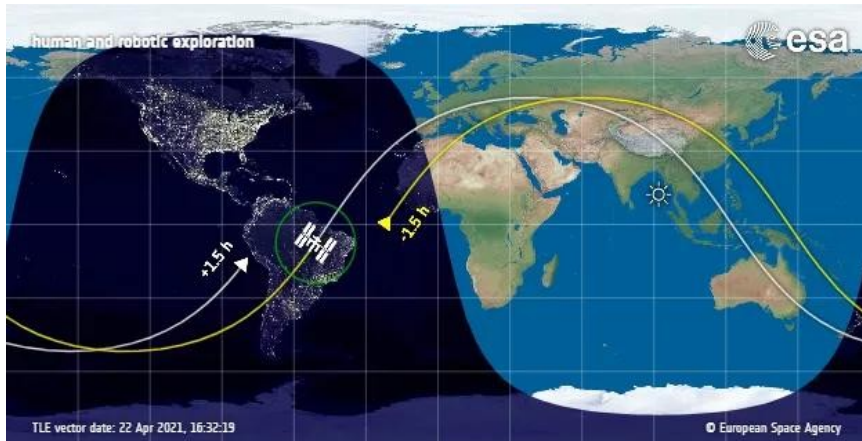 human and robotic exploration
esa
+1.5 h
-1.5 h
TLE vector date: 22 Apr 2021, 16:32:19
© European Space Agency